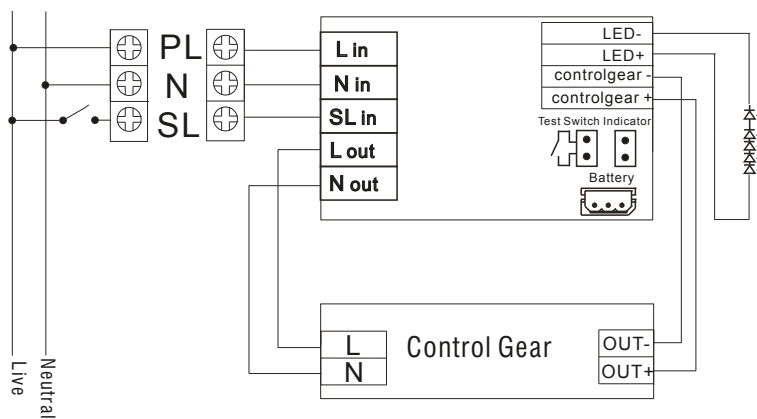 PL
N
SL
L in
N in
SL in
L out
N out
LED-
LED+
controlgear -
controlgear +
Test Switch Indicator
Battery
L
N
Control Gear
OUT-
OUT+
Live
Neutral